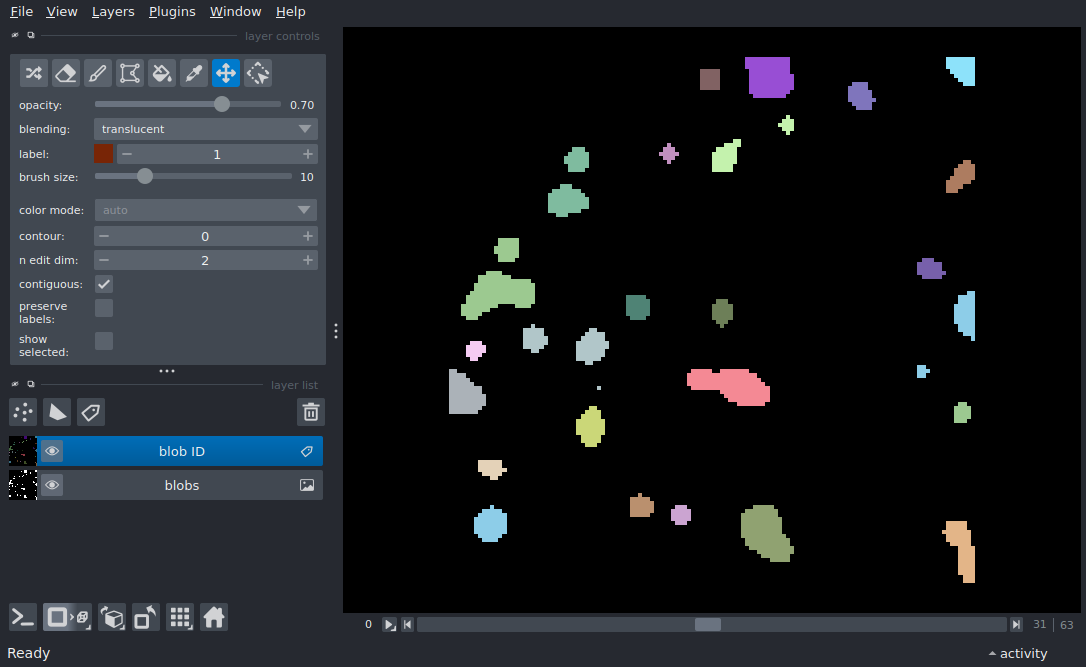 File View Layers Plugins Window Help
layer controls
opacity: 0.70
blending: translucent
label: 1
brush size: 10
color mode: auto
contour: 0
n edit dim: 2
contiguous:
preserve
labels:
show
selected:
layer list
blob ID
blobs
0 31 63
Ready activity